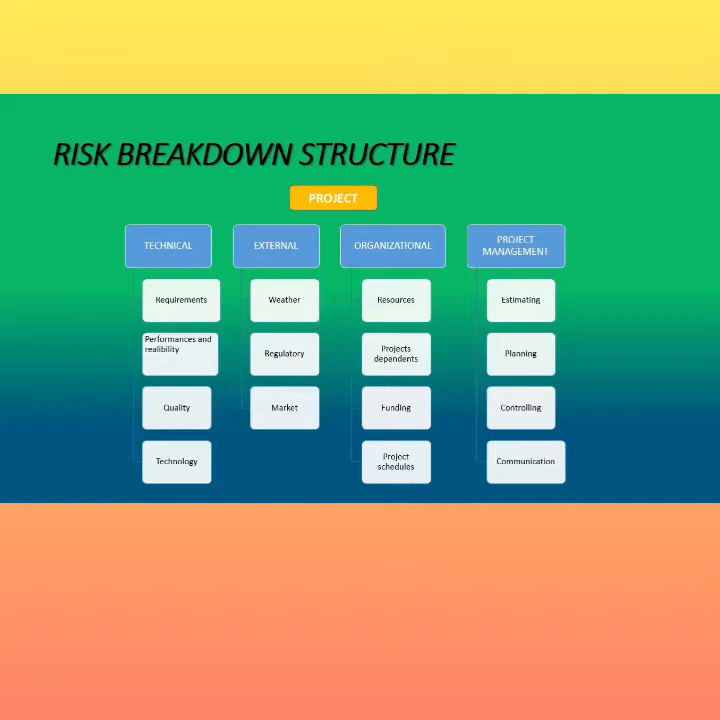 RISK BREAKDOWN STRUCTURE
PROJECT
TECHNICAL
EXTERNAL
ORGANIZATIONAL
PROJECT
MANAGEMENT
Requirements
Weather
Resources
Estimating
Performances and
realibility
Regulatory
Projects
dependents
Planning
Quality
Market
Funding
Controlling
Technology
Project
schedules
Communication